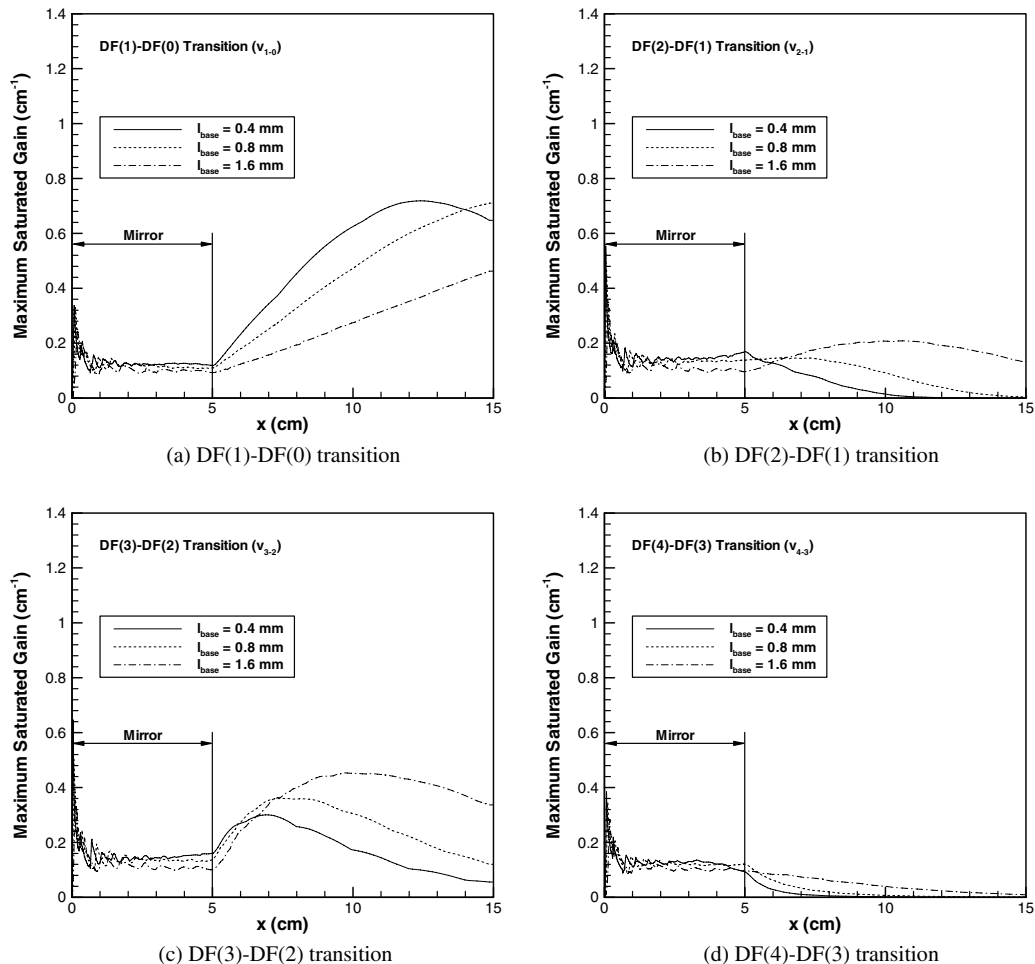 Maximum Saturated Gain (cm⁻¹)
1.4
1.2
1
0.8
0.6
0.4
0.2
0
DF(1)-DF(0) Transition (v₁₋₀)
l_base = 0.4 mm
l_base = 0.8 mm
l_base = 1.6 mm
Mirror
0 5 10 15
x (cm)
(a) DF(1)-DF(0) transition
Maximum Saturated Gain (cm⁻¹)
1.4
1.2
1
0.8
0.6
0.4
0.2
0
DF(2)-DF(1) Transition (v₂₋₁)
l_base = 0.4 mm
l_base = 0.8 mm
l_base = 1.6 mm
Mirror
0 5 10 15
x (cm)
(b) DF(2)-DF(1) transition
Maximum Saturated Gain (cm⁻¹)
1.4
1.2
1
0.8
0.6
0.4
0.2
0
DF(3)-DF(2) Transition (v₃₋₂)
l_base = 0.4 mm
l_base = 0.8 mm
l_base = 1.6 mm
Mirror
0 5 10 15
x (cm)
(c) DF(3)-DF(2) transition
Maximum Saturated Gain (cm⁻¹)
1.4
1.2
1
0.8
0.6
0.4
0.2
0
DF(4)-DF(3) Transition (v₄₋₃)
l_base = 0.4 mm
l_base = 0.8 mm
l_base = 1.6 mm
Mirror
0 5 10 15
x (cm)
(d) DF(4)-DF(3) transition